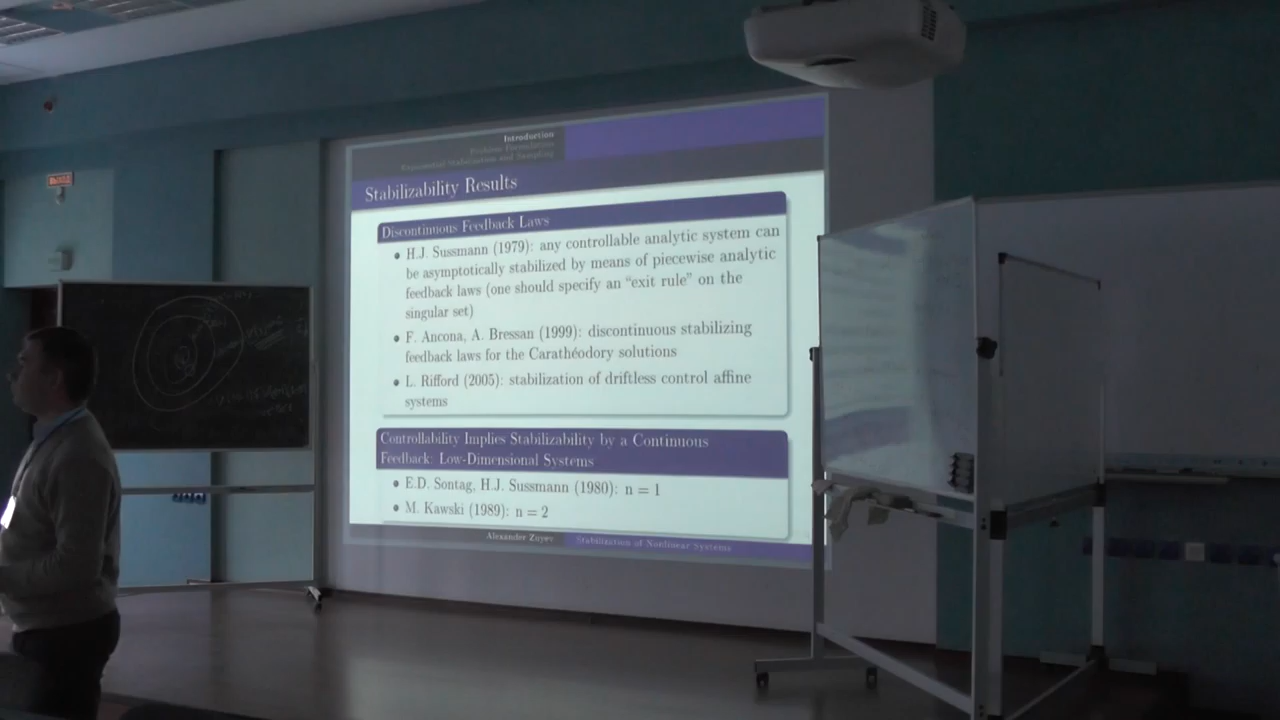 Introduction
Problem Formulation
Exponential Stabilization and Sampling
Stabilizability Results
Discontinuous Feedback Laws
• H.J. Sussmann (1979): any controllable analytic system can
be asymptotically stabilized by means of piecewise analytic
feedback laws (one should specify an “exit rule” on the
singular set)
• F. Ancona, A. Bressan (1999): discontinuous stabilizing
feedback laws for the Carathéodory solutions
• L. Rifford (2005): stabilization of driftless control affine
systems
Controllability Implies Stabilizability by a Continuous
Feedback: Low-Dimensional Systems
• E.D. Sontag, H.J. Sussmann (1980): n = 1
• M. Kawski (1989): n = 2
Alexander Zuyev Stabilization of Nonlinear Systems